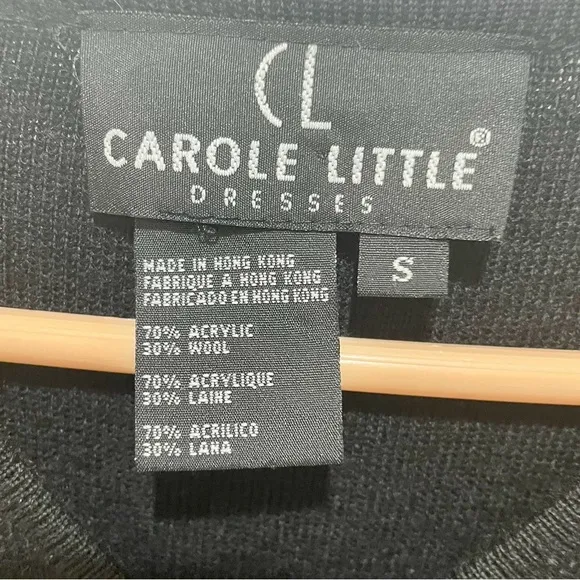 CL
CAROLE LITTLE®
DRESSES
S
MADE IN HONG KONG
FABRIQUE A HONG KONG
FABRICADO EN HONG KONG
70% ACRYLIC
30% WOOL
70% ACRYLIQUE
30% LAINE
70% ACRILICO
30% LANA